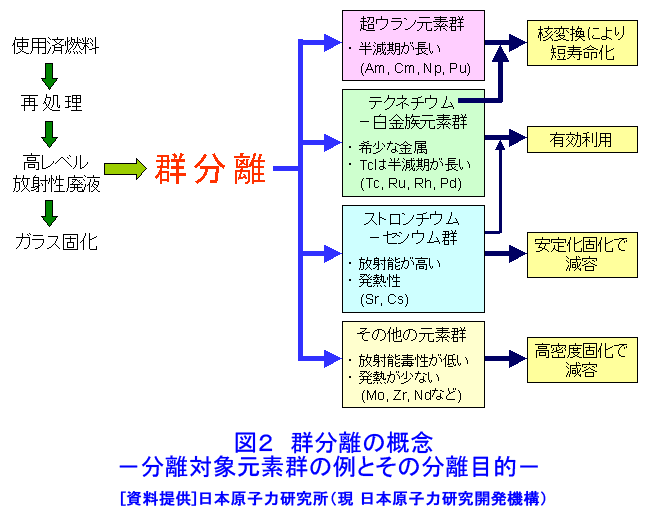 使用済燃料
再処理
高レベル
放射性廃液
ガラス固化
群分離
超ウラン元素群
・半減期が長い
(Am, Cm, Np, Pu)
テクネチウム
－白金族元素群
・希少な金属
・Tcは半減期が長い
(Tc, Ru, Rh, Pd)
ストロンチウム
－セシウム群
・放射能が高い
・発熱性
(Sr, Cs)
その他の元素群
・放射能毒性が低い
・発熱が少ない
(Mo, Zr, Ndなど)
核変換により
短寿命化
有効利用
安定化固化で
減容
高密度固化で
減容
図２　群分離の概念
－分離対象元素群の例とその分離目的－
[資料提供]日本原子力研究所（現 日本原子力研究開発機構）